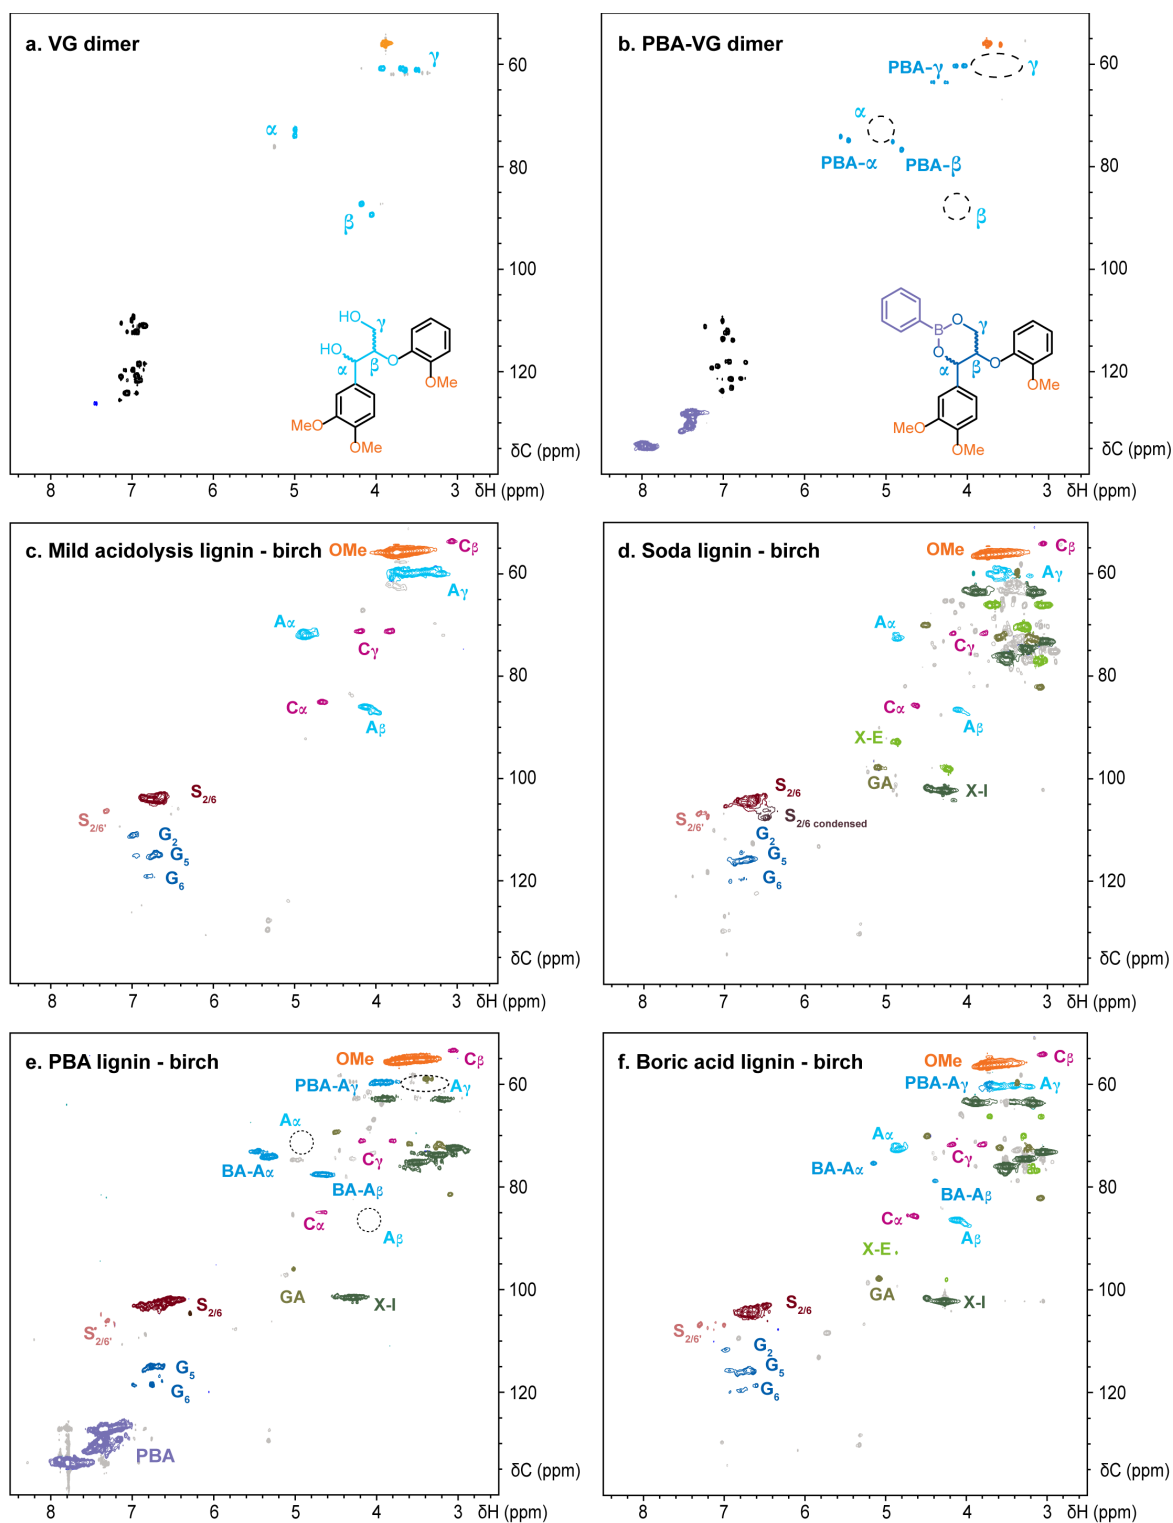 a. VG dimer
γ
α
β
HO
γ
HO
α
β
O
OMe
MeO
OMe
60
80
100
120
δC (ppm)
8
7
6
5
4
3
δH (ppm)
b. PBA-VG dimer
PBA-γ
γ
α
PBA-α
PBA-β
β
B
O
O
γ
α
β
O
OMe
MeO
OMe
60
80
100
120
δC (ppm)
8
7
6
5
4
3
δH (ppm)
c. Mild acidolysis lignin - birch
OMe
Cβ
Aγ
Aα
Cγ
Cα
Aβ
S2/6
S2/6'
G2
G5
G6
60
80
100
120
δC (ppm)
8
7
6
5
4
3
δH (ppm)
d. Soda lignin - birch
OMe
Cβ
Aγ
Aα
Cγ
Cα
Aβ
X-E
GA
X-I
S2/6
S2/6 condensed
S2/6'
G2
G5
G6
60
80
100
120
δC (ppm)
8
7
6
5
4
3
δH (ppm)
e. PBA lignin - birch
OMe
Cβ
PBA-Aγ
Aγ
Aα
Cγ
BA-Aα
BA-Aβ
Cα
Aβ
GA
X-I
S2/6
S2/6'
G5
G6
PBA
60
80
100
120
δC (ppm)
8
7
6
5
4
3
δH (ppm)
f. Boric acid lignin - birch
OMe
Cβ
PBA-Aγ
Aγ
Aα
Cγ
BA-Aα
BA-Aβ
Cα
Aβ
X-E
GA
X-I
S2/6
S2/6'
G2
G5
G6
60
80
100
120
δC (ppm)
8
7
6
5
4
3
δH (ppm)